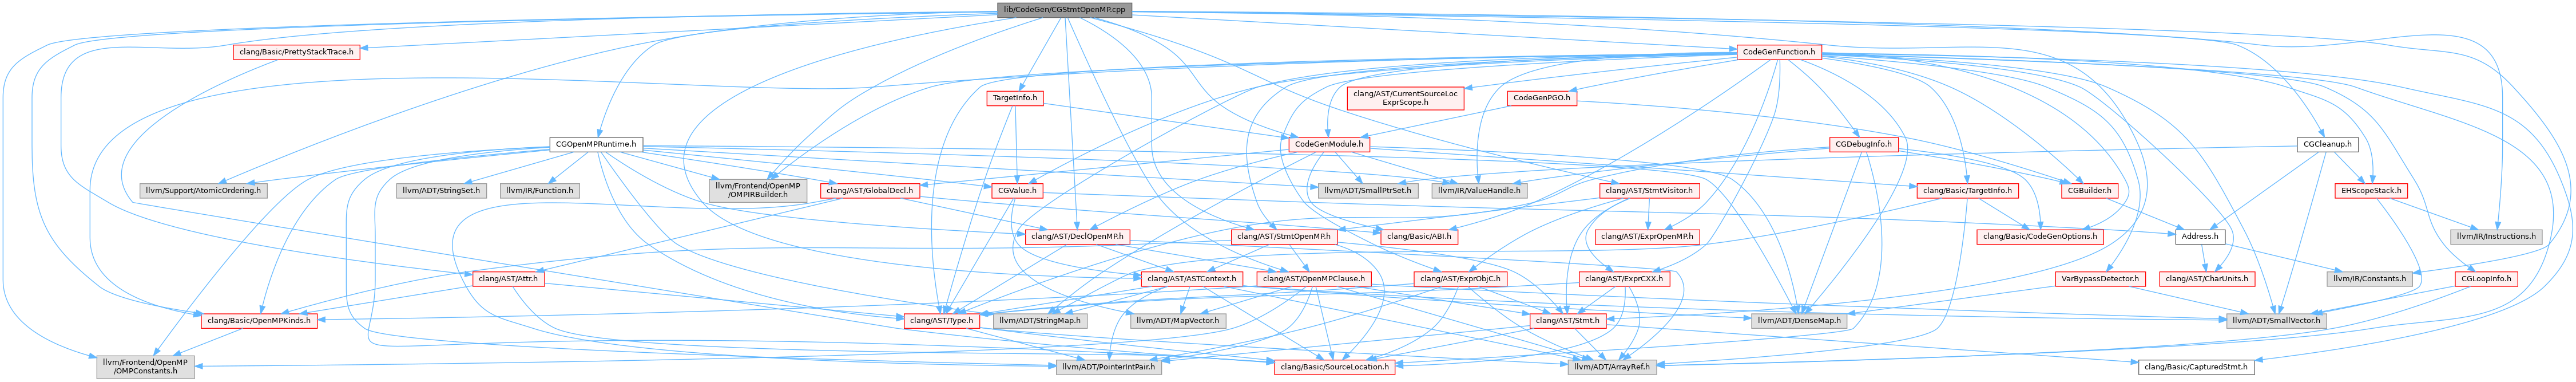 lib/CodeGen/CGStmtOpenMP.cpp
clang/Basic/PrettyStackTrace.h
CodeGenFunction.h
TargetInfo.h
clang/AST/CurrentSourceLoc
ExprScope.h
CodeGenPGO.h
CGOpenMPRuntime.h
CodeGenModule.h
CGDebugInfo.h
CGCleanup.h
llvm/Support/AtomicOrdering.h
llvm/ADT/StringSet.h
llvm/IR/Function.h
llvm/Frontend/OpenMP
/OMPIRBuilder.h
clang/AST/GlobalDecl.h
CGValue.h
llvm/ADT/SmallPtrSet.h
llvm/IR/ValueHandle.h
clang/AST/StmtVisitor.h
clang/Basic/TargetInfo.h
CGBuilder.h
EHScopeStack.h
clang/AST/DeclOpenMP.h
clang/AST/StmtOpenMP.h
clang/Basic/ABI.h
clang/AST/ExprOpenMP.h
clang/Basic/CodeGenOptions.h
Address.h
llvm/IR/Instructions.h
clang/AST/Attr.h
clang/AST/ASTContext.h
clang/AST/OpenMPClause.h
clang/AST/ExprObjC.h
clang/AST/ExprCXX.h
VarBypassDetector.h
clang/AST/CharUnits.h
llvm/IR/Constants.h
CGLoopInfo.h
clang/Basic/OpenMPKinds.h
clang/AST/Type.h
llvm/ADT/StringMap.h
llvm/ADT/MapVector.h
clang/AST/Stmt.h
llvm/ADT/DenseMap.h
llvm/ADT/SmallVector.h
llvm/Frontend/OpenMP
/OMPConstants.h
llvm/ADT/PointerIntPair.h
clang/Basic/SourceLocation.h
llvm/ADT/ArrayRef.h
clang/Basic/CapturedStmt.h